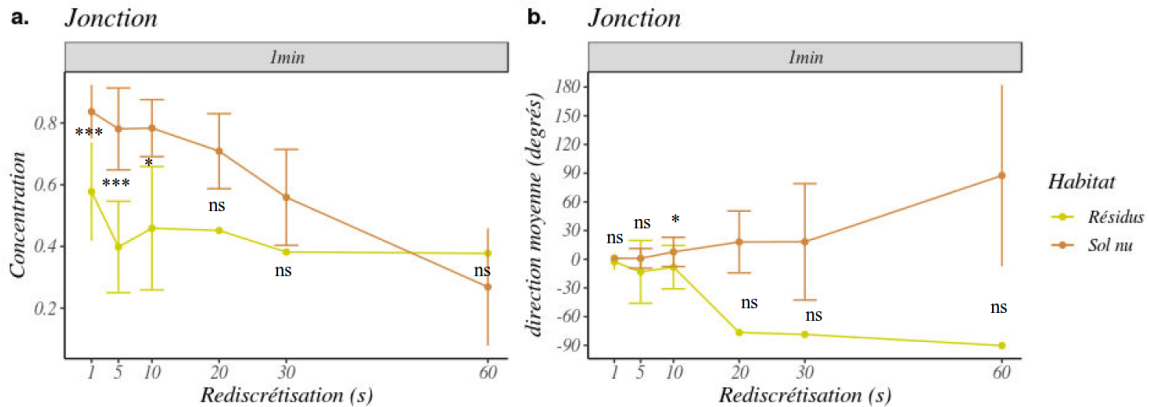 a. Jonction
1min
Concentration
0.8
0.6
0.4
0.2
***
***
*
ns
ns
ns
1 5 10 20 30 60
Rediscrétisation (s)
b. Jonction
1min
direction moyenne (degrés)
180
150
120
90
60
30
0
-30
-60
-90
ns
ns
*
ns
ns
ns
1 5 10 20 30 60
Rediscrétisation (s)
Habitat
Résidus
Sol nu